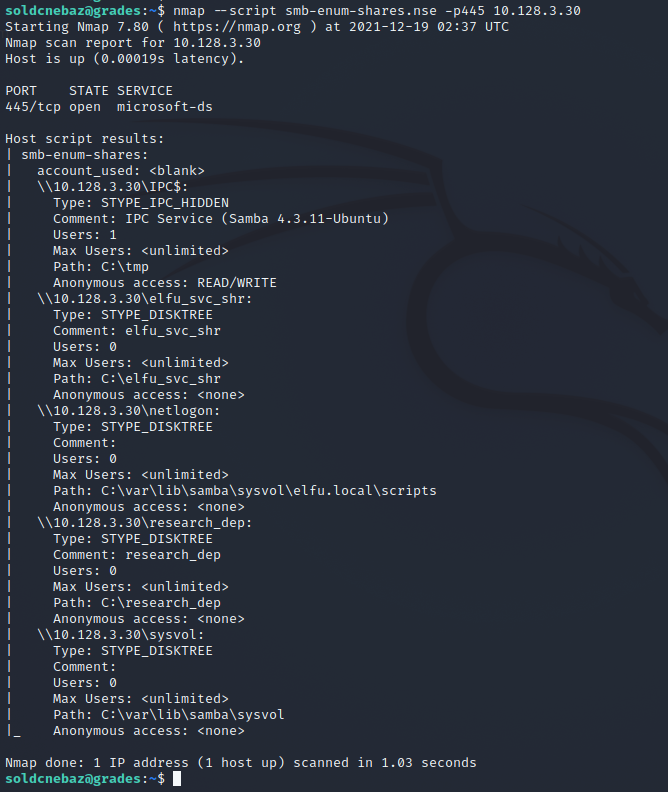 soldcnebaz@grades:~$ nmap --script smb-enum-shares.nse -p445 10.128.3.30
Starting Nmap 7.80 ( https://nmap.org ) at 2021-12-19 02:37 UTC
Nmap scan report for 10.128.3.30
Host is up (0.00019s latency).

PORT    STATE SERVICE
445/tcp open  microsoft-ds

Host script results:
| smb-enum-shares:
|   account_used: <blank>
|   \\10.128.3.30\IPC$:
|     Type: STYPE_IPC_HIDDEN
|     Comment: IPC Service (Samba 4.3.11-Ubuntu)
|     Users: 1
|     Max Users: <unlimited>
|     Path: C:\tmp
|     Anonymous access: READ/WRITE
|   \\10.128.3.30\elfu_svc_shr:
|     Type: STYPE_DISKTREE
|     Comment: elfu_svc_shr
|     Users: 0
|     Max Users: <unlimited>
|     Path: C:\elfu_svc_shr
|     Anonymous access: <none>
|   \\10.128.3.30\netlogon:
|     Type: STYPE_DISKTREE
|     Comment:
|     Users: 0
|     Max Users: <unlimited>
|     Path: C:\var\lib\samba\sysvol\elfu.local\scripts
|     Anonymous access: <none>
|   \\10.128.3.30\research_dep:
|     Type: STYPE_DISKTREE
|     Comment: research_dep
|     Users: 0
|     Max Users: <unlimited>
|     Path: C:\research_dep
|     Anonymous access: <none>
|   \\10.128.3.30\sysvol:
|     Type: STYPE_DISKTREE
|     Comment:
|     Users: 0
|     Max Users: <unlimited>
|     Path: C:\var\lib\samba\sysvol
|_    Anonymous access: <none>

Nmap done: 1 IP address (1 host up) scanned in 1.03 seconds
soldcnebaz@grades:~$